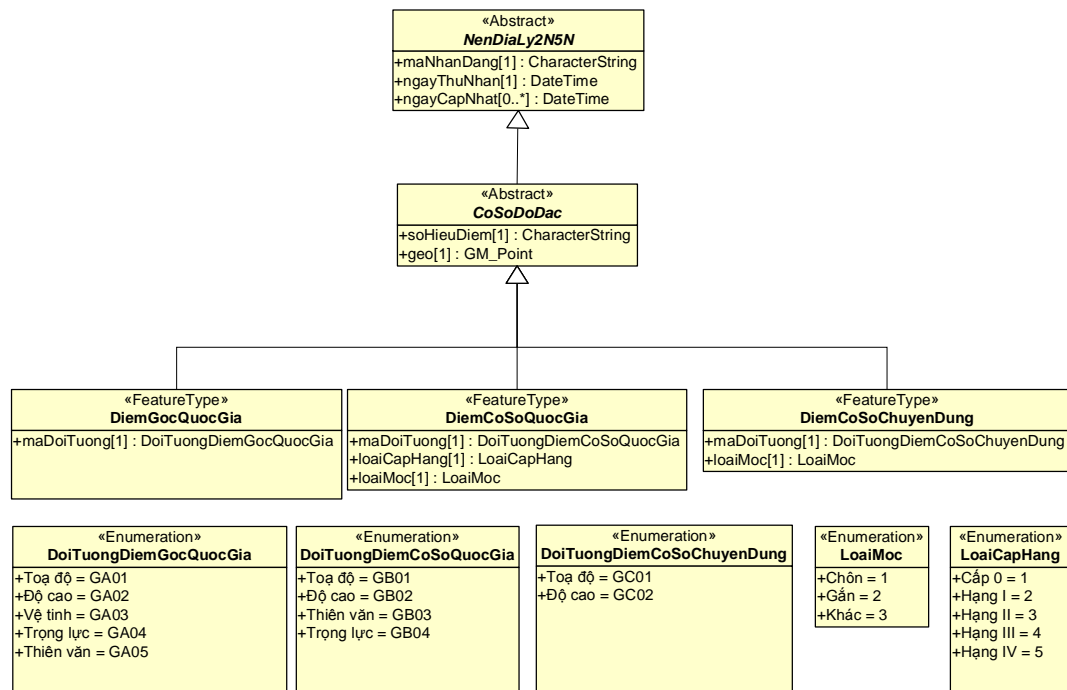 «Abstract»
NenDiaLy2N5N
+maNhanDang[1] : CharacterString
+ngayThuNhan[1] : DateTime
+ngayCapNhat[0..*] : DateTime
«Abstract»
CoSoDoDac
+soHieuDiem[1] : CharacterString
+geo[1] : GM_Point
«FeatureType»
DiemGocQuocGia
+maDoiTuong[1] : DoiTuongDiemGocQuocGia
«FeatureType»
DiemCoSoQuocGia
+maDoiTuong[1] : DoiTuongDiemCoSoQuocGia
+loaiCapHang[1] : LoaiCapHang
+loaiMoc[1] : LoaiMoc
«FeatureType»
DiemCoSoChuyenDung
+maDoiTuong[1] : DoiTuongDiemCoSoChuyenDung
+loaiMoc[1] : LoaiMoc
«Enumeration»
DoiTuongDiemGocQuocGia
+Toạ độ = GA01
+Độ cao = GA02
+Vệ tinh = GA03
+Trọng lực = GA04
+Thiên văn = GA05
«Enumeration»
DoiTuongDiemCoSoQuocGia
+Toạ độ = GB01
+Độ cao = GB02
+Thiên văn = GB03
+Trọng lực = GB04
«Enumeration»
DoiTuongDiemCoSoChuyenDung
+Toạ độ = GC01
+Độ cao = GC02
«Enumeration»
LoaiMoc
+Chôn = 1
+Gắn = 2
+Khác = 3
«Enumeration»
LoaiCapHang
+Cấp 0 = 1
+Hạng I = 2
+Hạng II = 3
+Hạng III = 4
+Hạng IV = 5